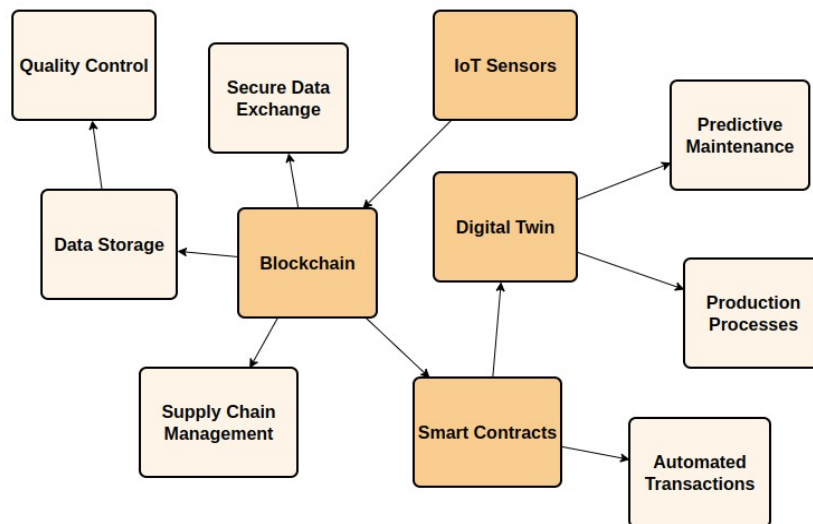 Quality Control
Secure Data
Exchange
IoT Sensors
Predictive
Maintenance
Data Storage
Blockchain
Digital Twin
Production
Processes
Supply Chain
Management
Smart Contracts
Automated
Transactions